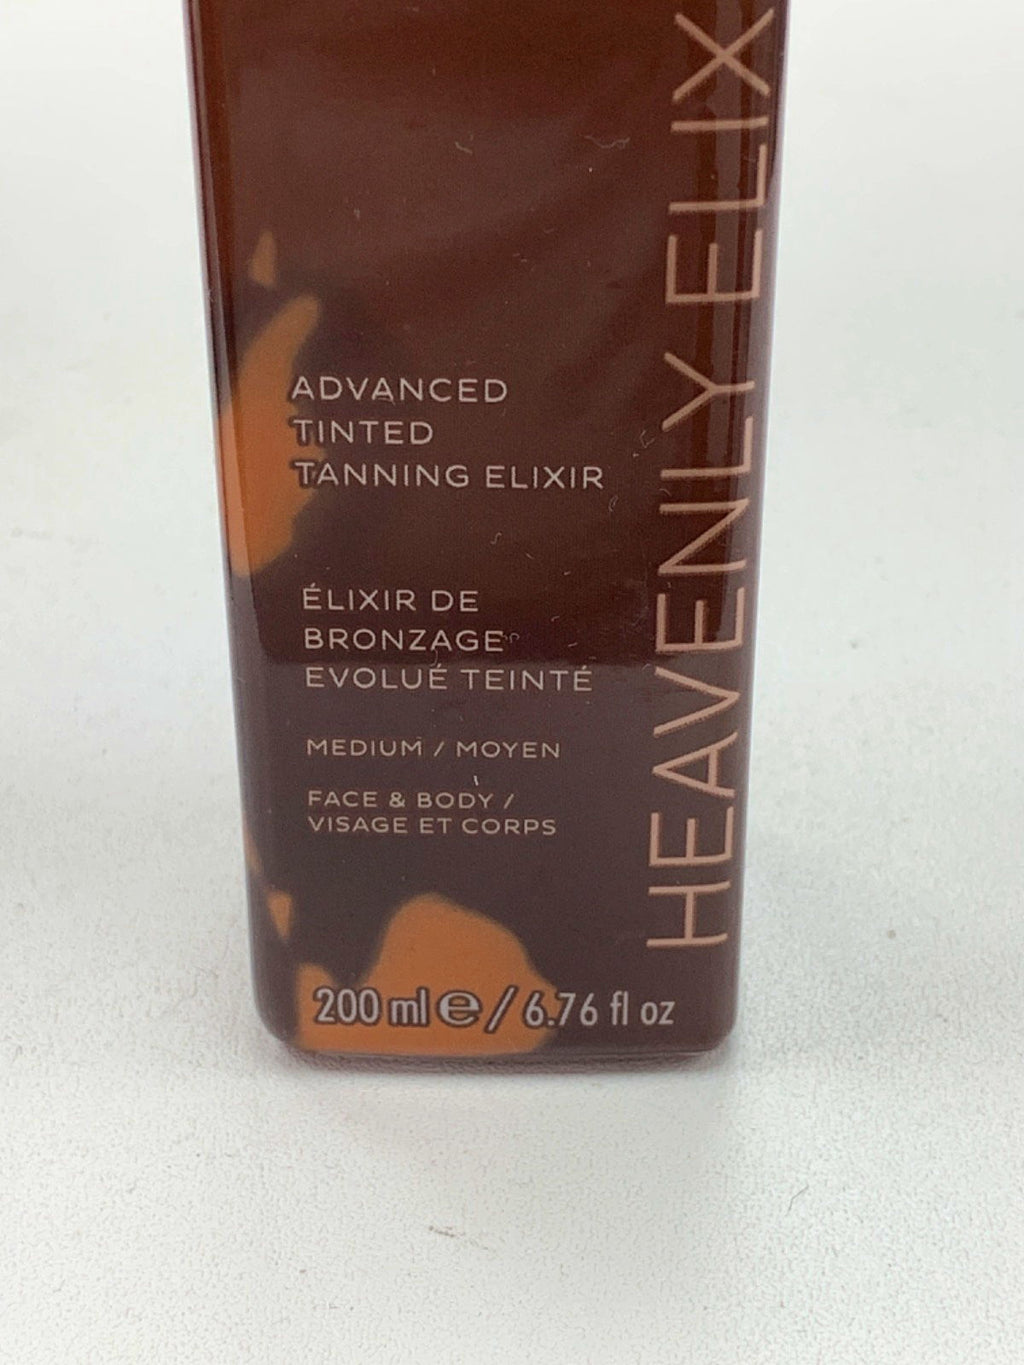 ADVANCED
TINTED
TANNING ELIXIR
ÉLIXIR DE
BRONZAGE
EVOLUÉ TEINTÉ
MEDIUM / MOYEN
FACE & BODY /
VISAGE ET CORPS
200 ml e / 6.76 fl oz
HEAVENLY ELIX